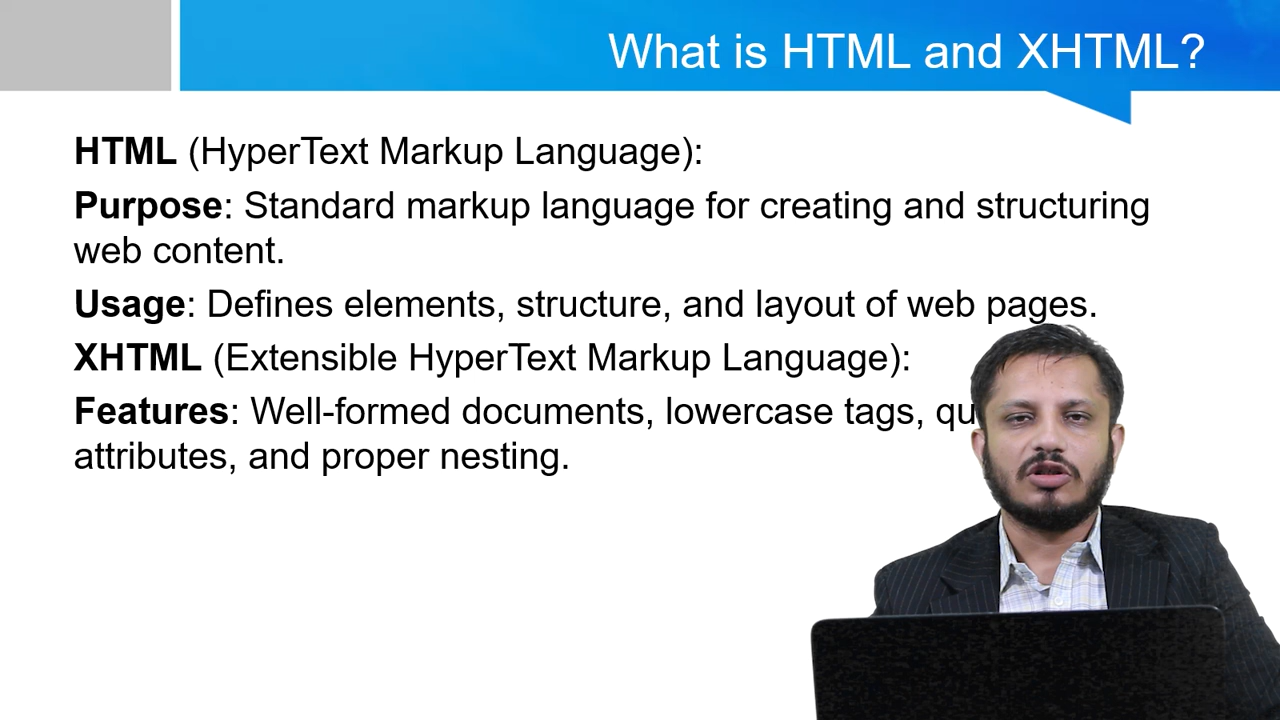 What is HTML and XHTML?
HTML (HyperText Markup Language):
Purpose: Standard markup language for creating and structuring
web content.
Usage: Defines elements, structure, and layout of web pages.
XHTML (Extensible HyperText Markup Language):
Features: Well-formed documents, lowercase tags,
attributes, and proper nesting.